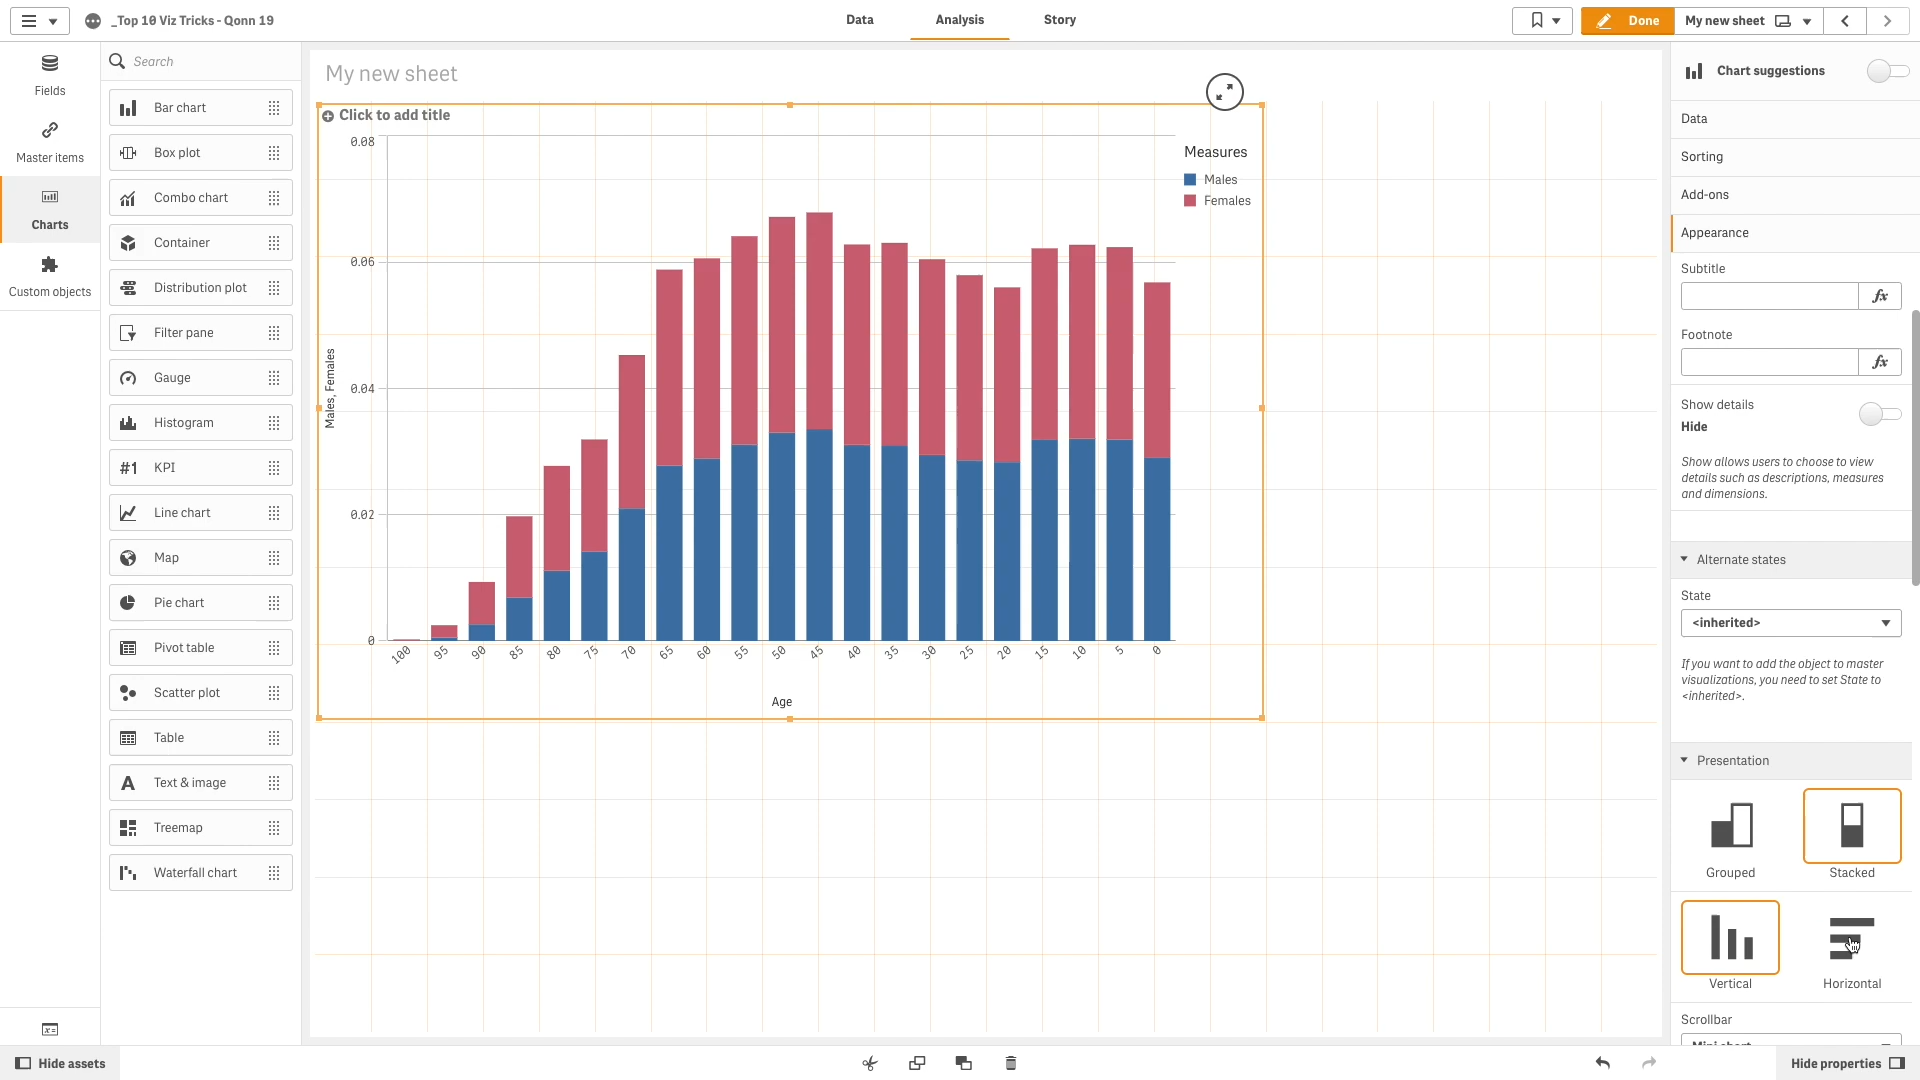 _Top 10 Viz Tricks - Qonn 19
Data
Analysis
Story
Done
My new sheet
Fields
Master items
Charts
Custom objects
Search
Bar chart
Box plot
Combo chart
Container
Distribution plot
Filter pane
Gauge
Histogram
#1 KPI
Line chart
Map
Pie chart
Pivot table
Scatter plot
Table
A Text & image
Treemap
Waterfall chart
My new sheet
Click to add title
0.08
0.06
0.04
0.02
0
Males, Females
100 95 90 85 80 75 70 65 60 55 50 45 40 35 30 25 20 15 10 5 0
Age
Measures
Males
Females
Chart suggestions
Data
Sorting
Add-ons
Appearance
Subtitle
fx
Footnote
fx
Show details
Hide
Show allows users to choose to view
details such as descriptions, measures
and dimensions.
Alternate states
State
<inherited>
If you want to add the object to master
visualizations, you need to set State to
<inherited>.
Presentation
Grouped
Stacked
Vertical
Horizontal
Scrollbar
Mini chart
Hide assets
Hide properties